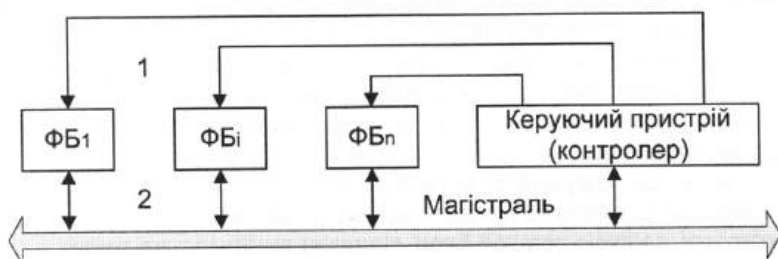 1
ФБ1
ФБi
ФБn
Керуючий пристрій
(контролер)
2
Магістраль